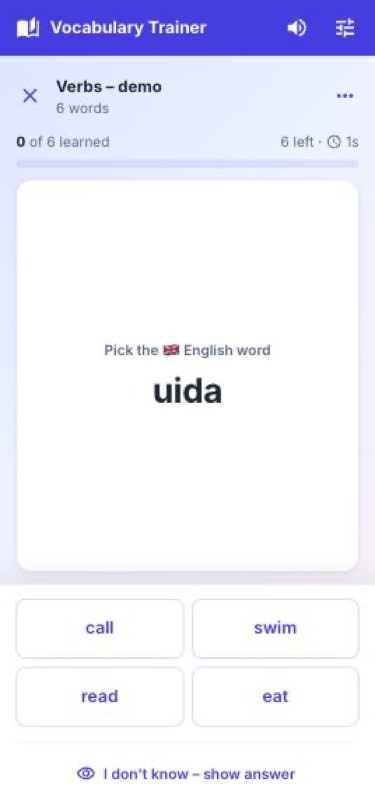 Vocabulary Trainer
Verbs – demo
6 words
0 of 6 learned
6 left · 1s
Pick the 🇬🇧 English word
uida
call
swim
read
eat
I don't know – show answer